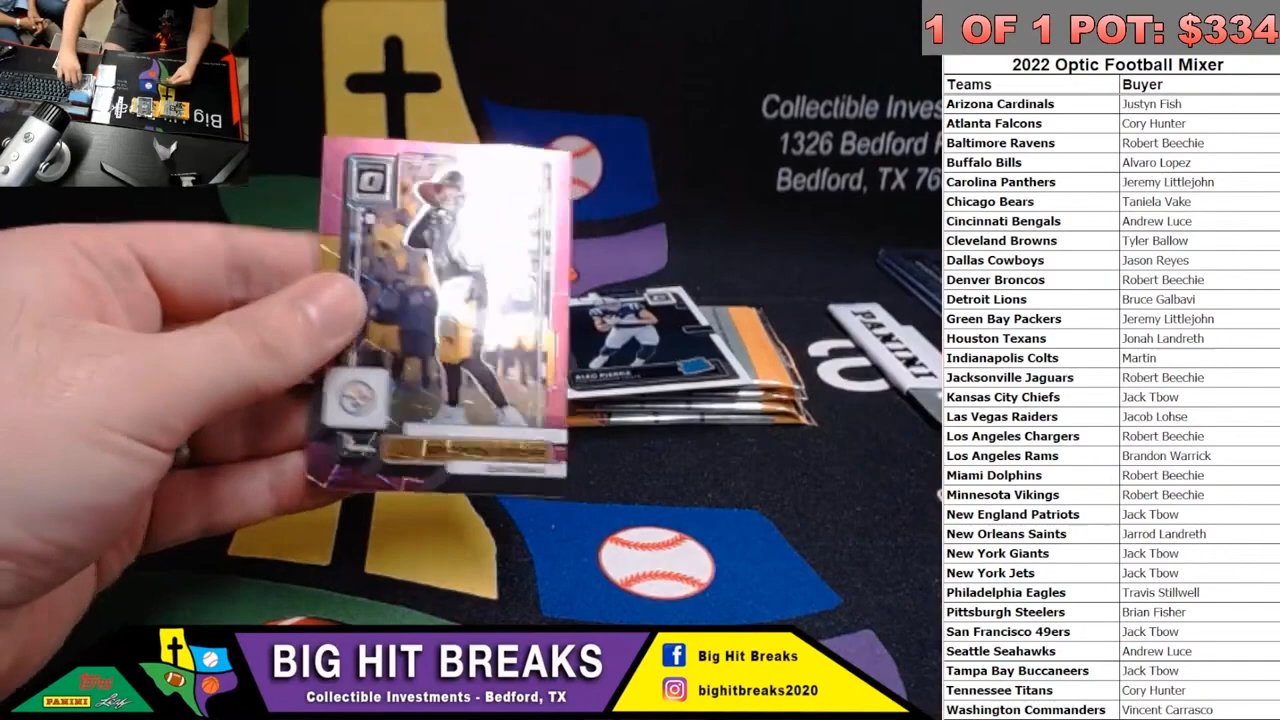 1 OF 1 POT: $334
Collectible Inves
1326 Bedford
Bedford, TX 76
2022 Optic Football Mixer
Teams Buyer
Arizona Cardinals Justyn Fish
Atlanta Falcons Cory Hunter
Baltimore Ravens Robert Beechie
Buffalo Bills Alvaro Lopez
Carolina Panthers Jeremy Littlejohn
Chicago Bears Taniela Vake
Cincinnati Bengals Andrew Luce
Cleveland Browns Tyler Ballow
Dallas Cowboys Jason Reyes
Denver Broncos Robert Beechie
Detroit Lions Bruce Galbavi
Green Bay Packers Jeremy Littlejohn
Houston Texans Jonah Landreth
Indianapolis Colts Martin
Jacksonville Jaguars Robert Beechie
Kansas City Chiefs Jack Tbow
Las Vegas Raiders Jacob Lohse
Los Angeles Chargers Robert Beechie
Los Angeles Rams Brandon Warrick
Miami Dolphins Robert Beechie
Minnesota Vikings Robert Beechie
New England Patriots Jack Tbow
New Orleans Saints Jarrod Landreth
New York Giants Jack Tbow
New York Jets Jack Tbow
Philadelphia Eagles Travis Stillwell
Pittsburgh Steelers Brian Fisher
San Francisco 49ers Jack Tbow
Seattle Seahawks Andrew Luce
Tampa Bay Buccaneers Jack Tbow
Tennessee Titans Cory Hunter
Washington Commanders Vincent Carrasco
PANINI
Big
ALEC PIERCE
Topps
PANINI Leaf
BIG HIT BREAKS
Collectible Investments - Bedford, TX
Big Hit Breaks
bighitbreaks2020